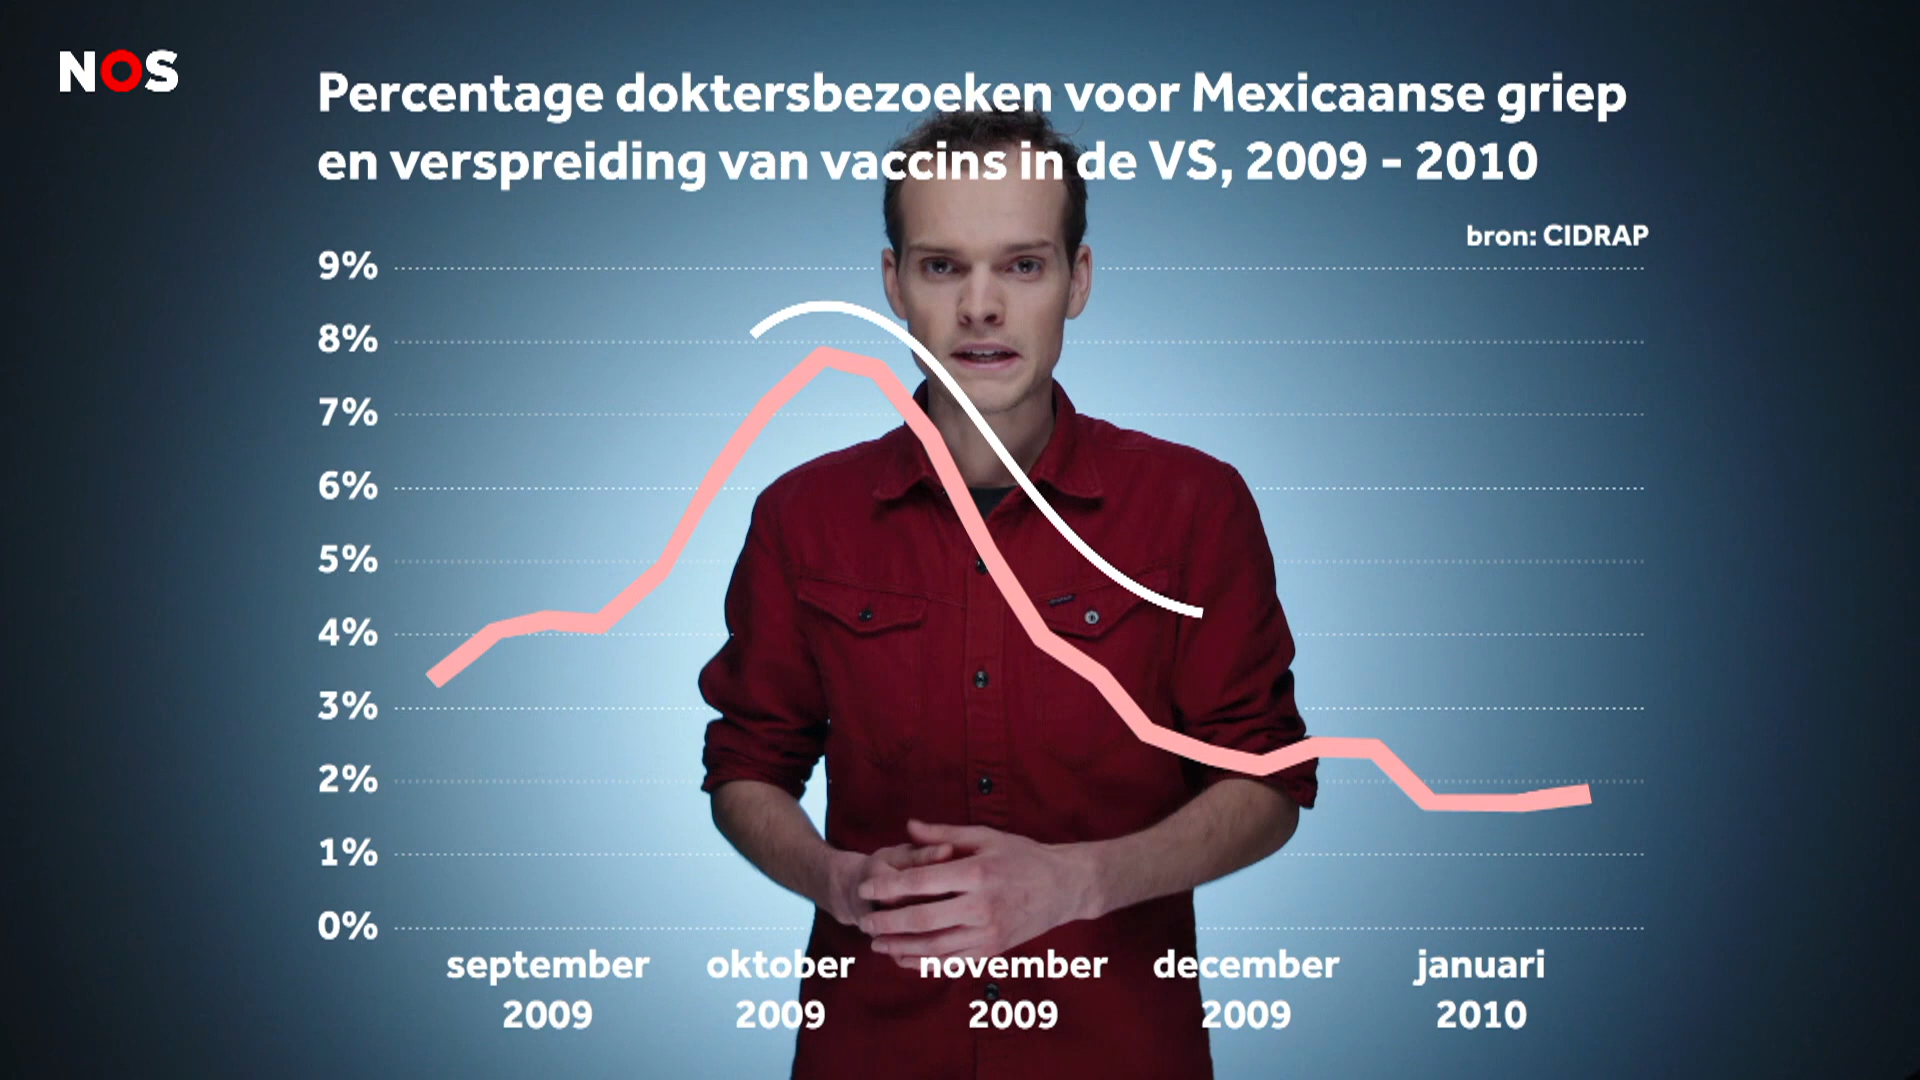 NOS
Percentage doktersbezoeken voor Mexicaanse griep
en verspreiding van vaccins in de VS, 2009 - 2010
bron: CIDRAP
9%
8%
7%
6%
5%
4%
3%
2%
1%
0%
september oktober november december januari
2009 2009 2009 2009 2010